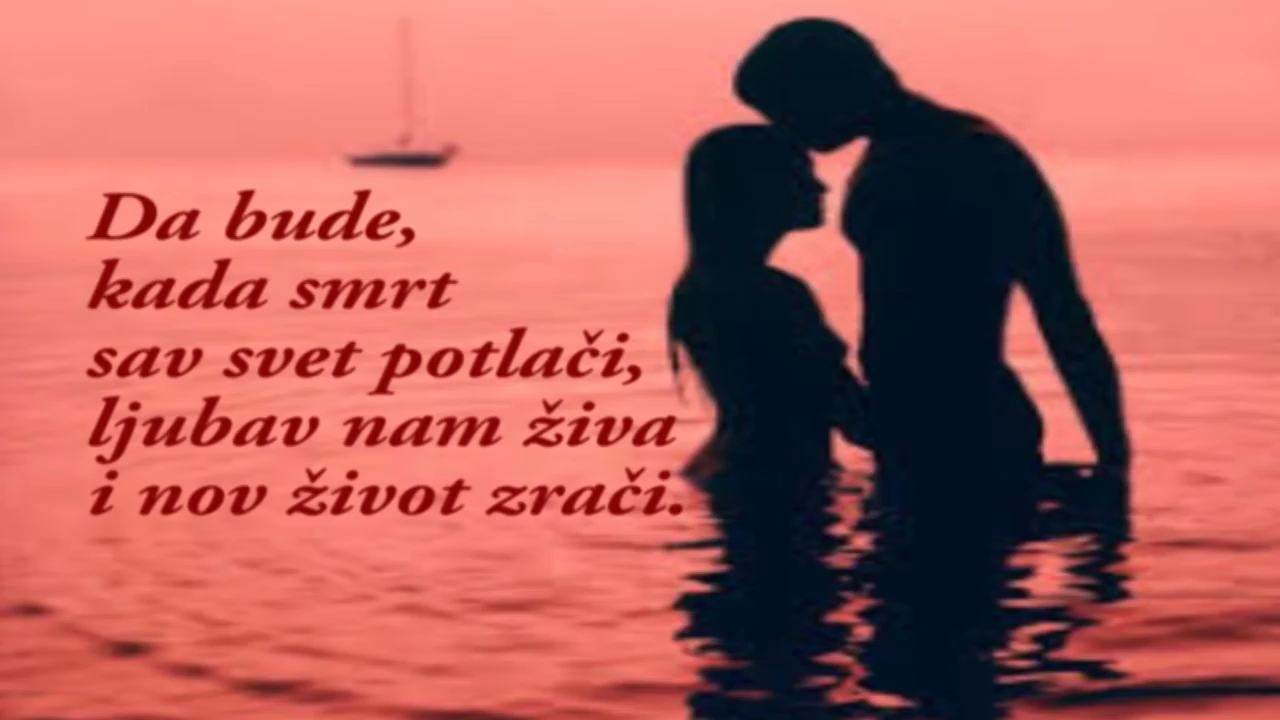 Da bude,
kada smrt
sav svet potlači,
ljubav nam živa
i nov život zrači.